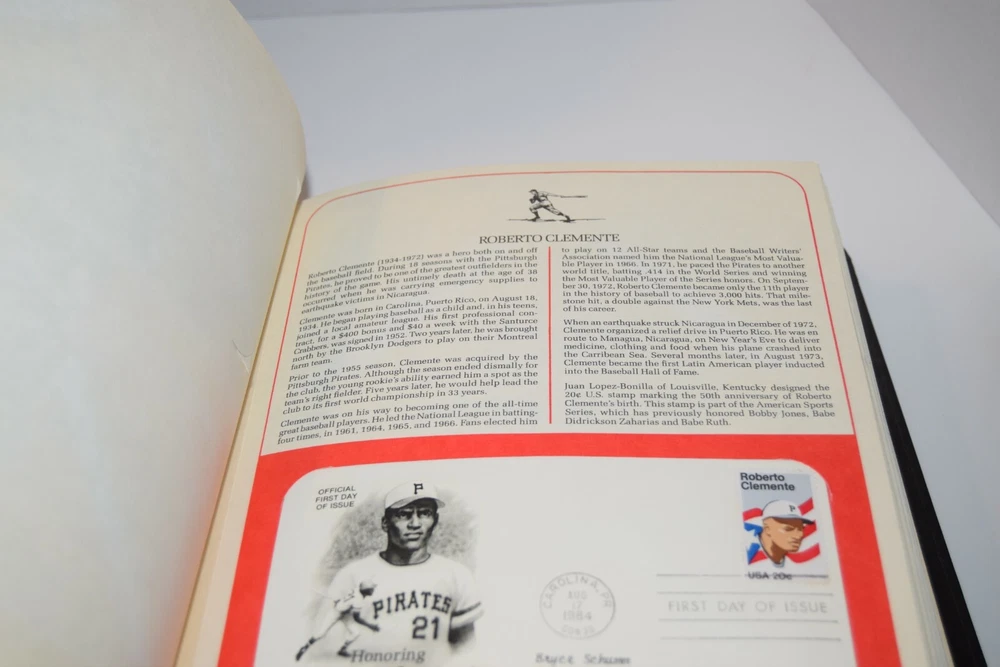 ROBERTO CLEMENTE
Roberto Clemente (1934-1972) was a hero both on and off
the baseball field. During 18 seasons with the Pittsburgh
Pirates, he proved to be one of the greatest outfielders in the
history of the game. His untimely death at the age of 38
occurred when he was carrying emergency supplies to
earthquake victims in Nicaragua.
Clemente was born in Carolina, Puerto Rico, on August 18,
1934. He began playing baseball as a child and, in his teens,
joined a local amateur league. His first professional con-
tract, for a $400 bonus and $40 a week with the Santurce
Crabbers, was signed in 1952. Two years later, he was brought
north by the Brooklyn Dodgers to play on their Montreal
farm team.
Prior to the 1955 season, Clemente was acquired by the
Pittsburgh Pirates. Although the season ended dismally for
the club, the young rookie's ability earned him a spot as the
team's right fielder. Five years later, he would help lead the
club to its first world championship in 33 years.
Clemente was on his way to becoming one of the all-time
great baseball players. He led the National League in batting-
four times, in 1961, 1964, 1965, and 1966. Fans elected him
to play on 12 All-Star teams and the Baseball Writers'
Association named him the National League's Most Valua-
ble Player in 1966. In 1971, he paced the Pirates to another
world title, batting .414 in the World Series and winning
the Most Valuable Player of the Series honors. On Septem-
ber 30, 1972, Roberto Clemente became only the 11th player
in the history of baseball to achieve 3,000 hits. That mile-
stone hit, a double against the New York Mets, was the last
of his career.
When an earthquake struck Nicaragua in December of 1972,
Clemente organized a relief drive in Puerto Rico. He was en
route to Managua, Nicaragua, on New Year's Eve to deliver
medicine, clothing and food when his plane crashed into
the Carribean Sea. Several months later, in August 1973,
Clemente became the first Latin American player inducted
into the Baseball Hall of Fame.
Juan Lopez-Bonilla of Louisville, Kentucky designed the
20¢ U.S. stamp marking the 50th anniversary of Roberto
Clemente's birth. This stamp is part of the American Sports
Series, which has previously honored Bobby Jones, Babe
Didrickson Zaharias and Babe Ruth.
OFFICIAL
FIRST DAY
OF ISSUE
P
PIRATES
21
Honoring
Roberto
Clemente
P
USA 20c
CAROLINA, PR
AUG
17
1984
FIRST DAY OF ISSUE
Bryce Schumm